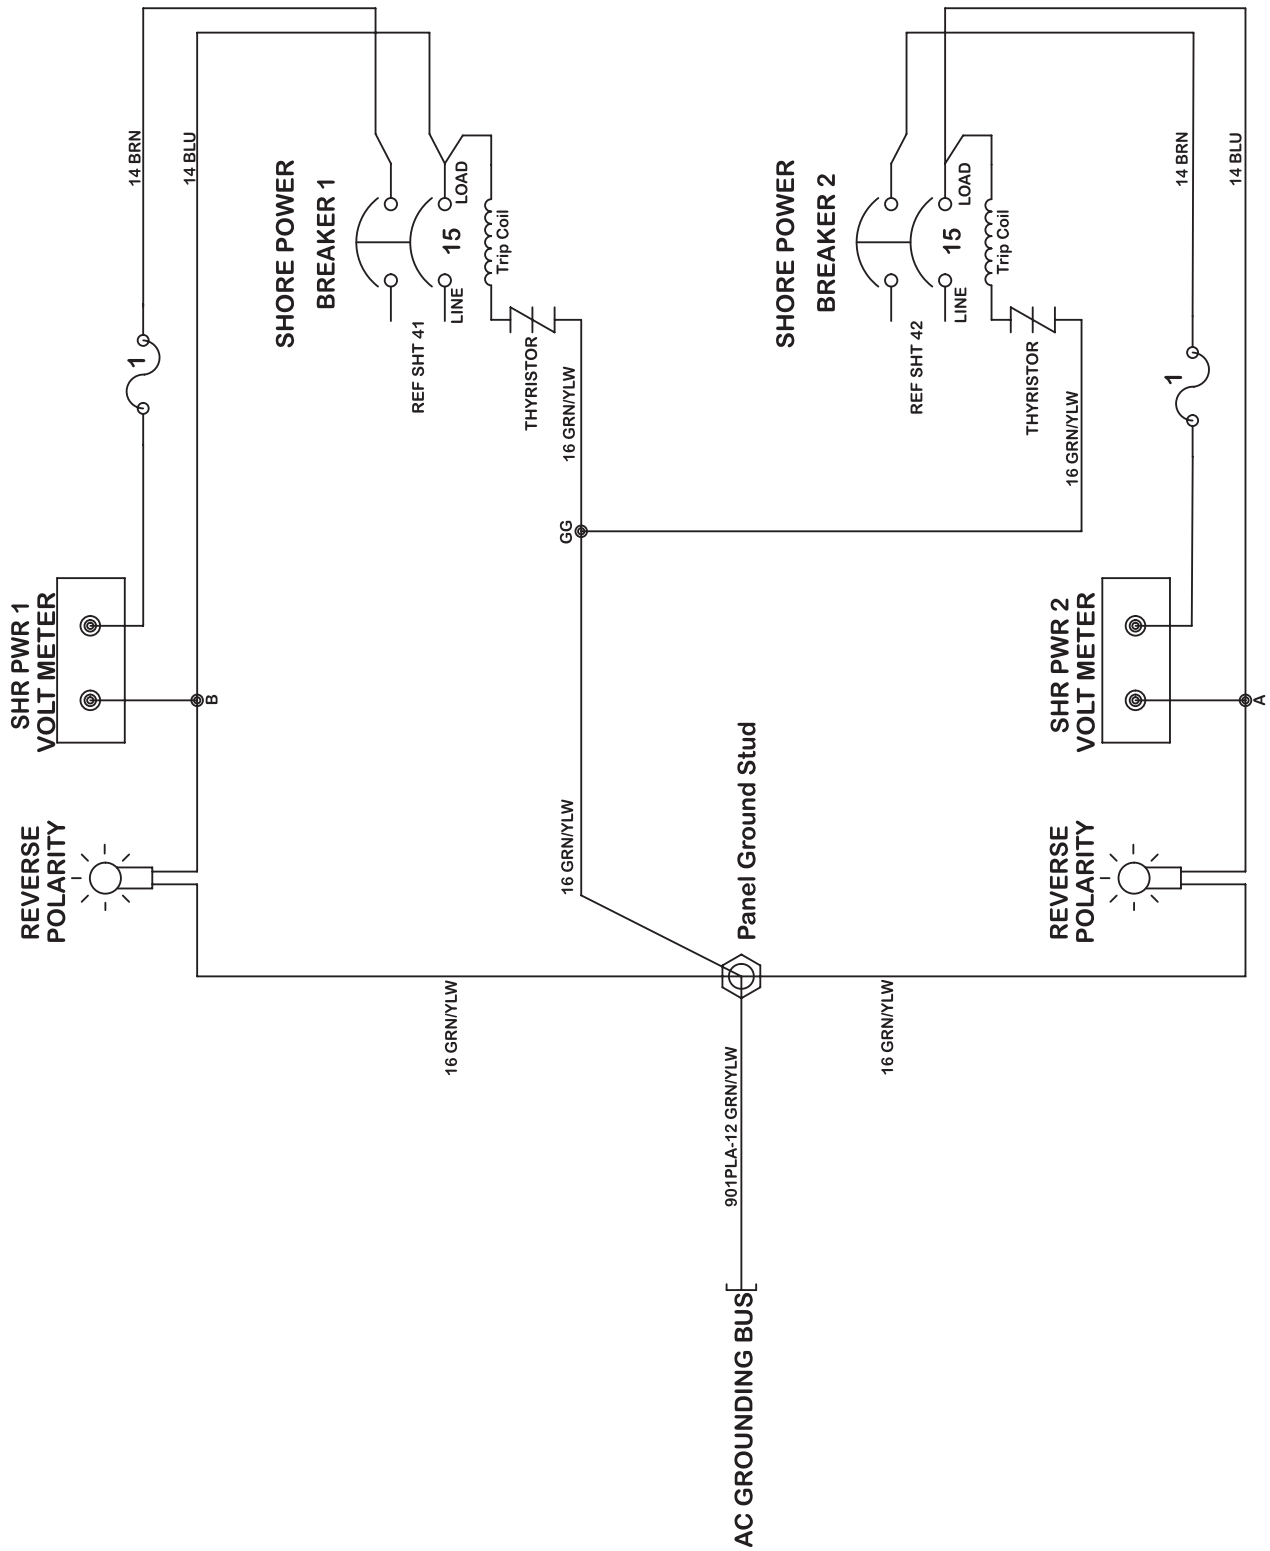 14 BRN
14 BLU
SHORE POWER
BREAKER 1
LOAD
15
LINE
Trip Coil
REF SHT 41
THYRISTOR
16 GRN/YLW
1
SHR PWR 1
VOLT METER
B
REVERSE
POLARITY
GG
16 GRN/YLW
16 GRN/YLW
SHORE POWER
BREAKER 2
LOAD
15
LINE
Trip Coil
REF SHT 42
THYRISTOR
16 GRN/YLW
14 BRN
14 BLU
1
SHR PWR 2
VOLT METER
A
REVERSE
POLARITY
16 GRN/YLW
Panel Ground Stud
901PLA-12 GRN/YLW
AC GROUNDING BUS